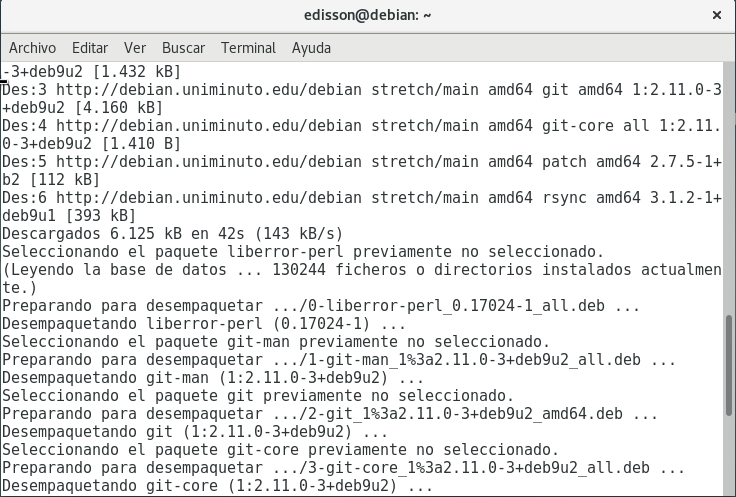 edisson@debian: ~
Archivo Editar Ver Buscar Terminal Ayuda
-3+deb9u2 [1.432 kB]
Des:3 http://debian.uniminuto.edu/debian stretch/main amd64 git amd64 1:2.11.0-3
+deb9u2 [4.160 kB]
Des:4 http://debian.uniminuto.edu/debian stretch/main amd64 git-core all 1:2.11.
0-3+deb9u2 [1.410 B]
Des:5 http://debian.uniminuto.edu/debian stretch/main amd64 patch amd64 2.7.5-1+
b2 [112 kB]
Des:6 http://debian.uniminuto.edu/debian stretch/main amd64 rsync amd64 3.1.2-1+
deb9u1 [393 kB]
Descargados 6.125 kB en 42s (143 kB/s)
Seleccionando el paquete liberror-perl previamente no seleccionado.
(Leyendo la base de datos ... 130244 ficheros o directorios instalados actualmen
te.)
Preparando para desempaquetar .../0-liberror-perl_0.17024-1_all.deb ...
Desempaquetando liberror-perl (0.17024-1) ...
Seleccionando el paquete git-man previamente no seleccionado.
Preparando para desempaquetar .../1-git-man_1%3a2.11.0-3+deb9u2_all.deb ...
Desempaquetando git-man (1:2.11.0-3+deb9u2) ...
Seleccionando el paquete git previamente no seleccionado.
Preparando para desempaquetar .../2-git_1%3a2.11.0-3+deb9u2_amd64.deb ...
Desempaquetando git (1:2.11.0-3+deb9u2) ...
Seleccionando el paquete git-core previamente no seleccionado.
Preparando para desempaquetar .../3-git-core_1%3a2.11.0-3+deb9u2_all.deb ...
Desempaquetando git-core (1:2.11.0-3+deb9u2) ...